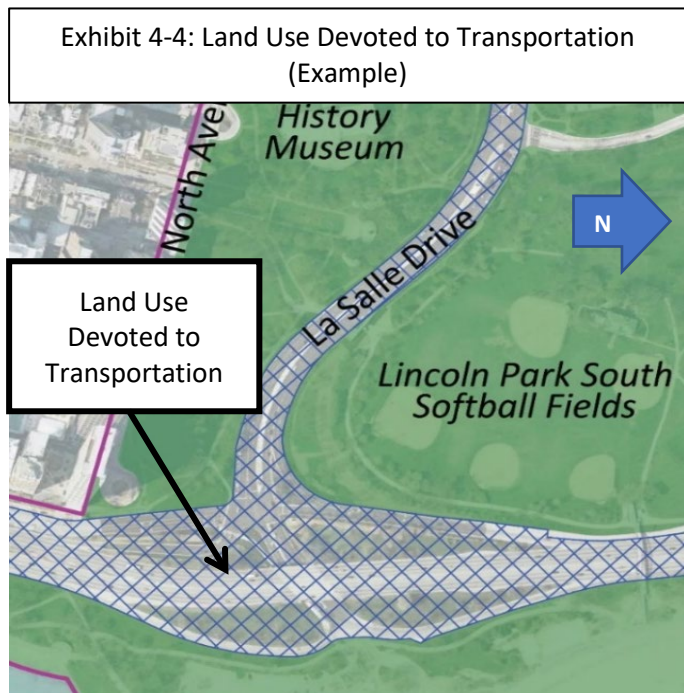 Exhibit 4-4: Land Use Devoted to Transportation
(Example)
History
Museum
North Aven
N
La Salle Drive
Land Use
Devoted to
Transportation
Lincoln Park South
Softball Fields